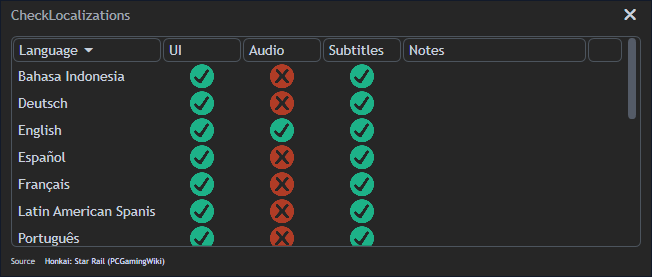 CheckLocalizations
Language UI Audio Subtitles Notes
Bahasa Indonesia
Deutsch
English
Español
Français
Latin American Spanis
Português
Source Honkai: Star Rail (PCGamingWiki)